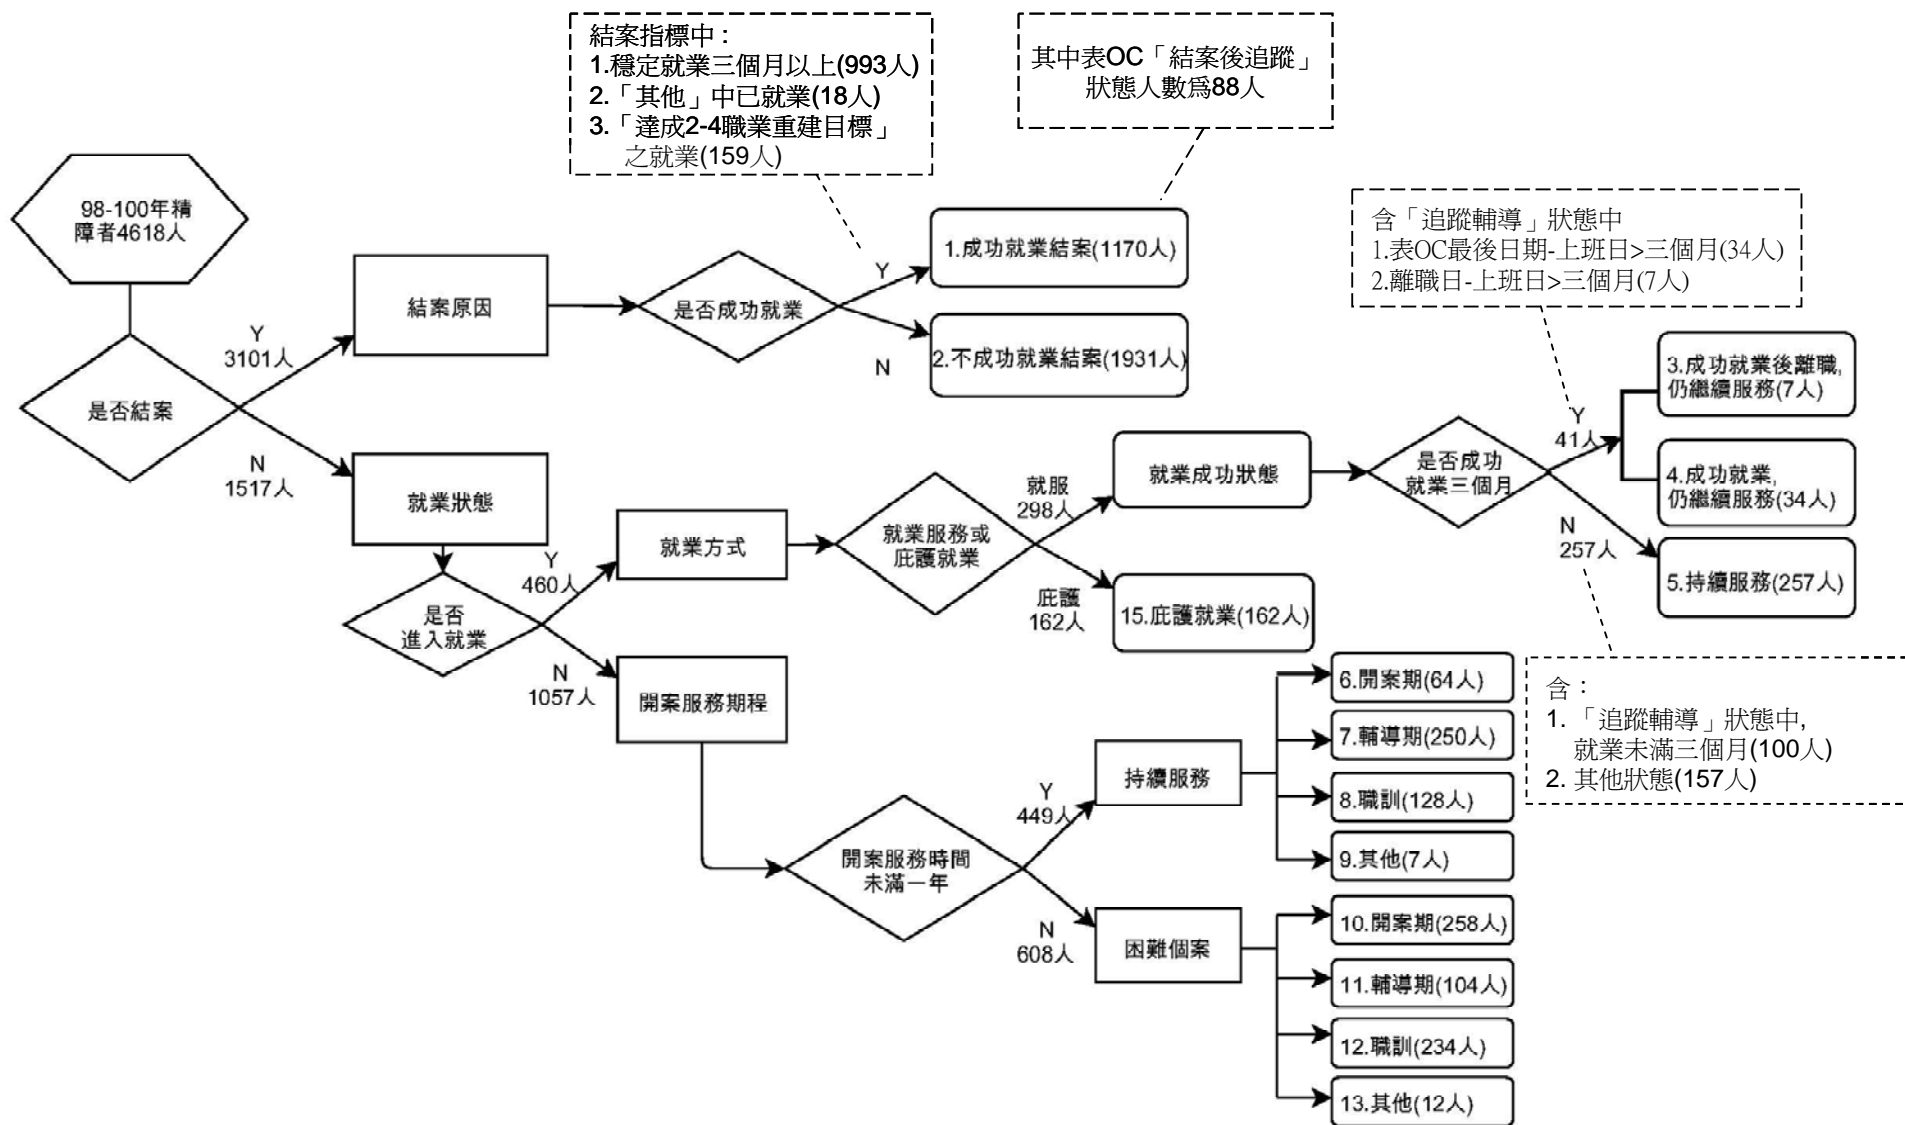 結案指標中：
1.穩定就業三個月以上(993人)
2.「其他」中已就業(18人)
3.「達成2-4職業重建目標」
之就業(159人)
其中表OC「結案後追蹤」
狀態人數爲88人
98-100年精
障者4618人
含「追蹤輔導」狀態中
1.表OC最後日期-上班日>三個月(34人)
2.離職日-上班日>三個月(7人)
結案原因
是否成功就業
Y
1.成功就業結案(1170人)
N
2.不成功就業結案(1931人)
是否結案
Y
3101人
N
1517人
就業狀態
是否
進入就業
Y
460人
就業方式
就業服務或
庇護就業
就服
298人
就業成功狀態
是否成功
就業三個月
Y
41人
3.成功就業後離職,
仍繼續服務(7人)
4.成功就業,
仍繼續服務(34人)
N
257人
5.持續服務(257人)
庇護
162人
15.庇護就業(162人)
含：
1.「追蹤輔導」狀態中,
就業未滿三個月(100人)
2. 其他狀態(157人)
N
1057人
開案服務期程
開案服務時間
未滿一年
Y
449人
持續服務
6.開案期(64人)
7.輔導期(250人)
8.職訓(128人)
9.其他(7人)
N
608人
困難個案
10.開案期(258人)
11.輔導期(104人)
12.職訓(234人)
13.其他(12人)